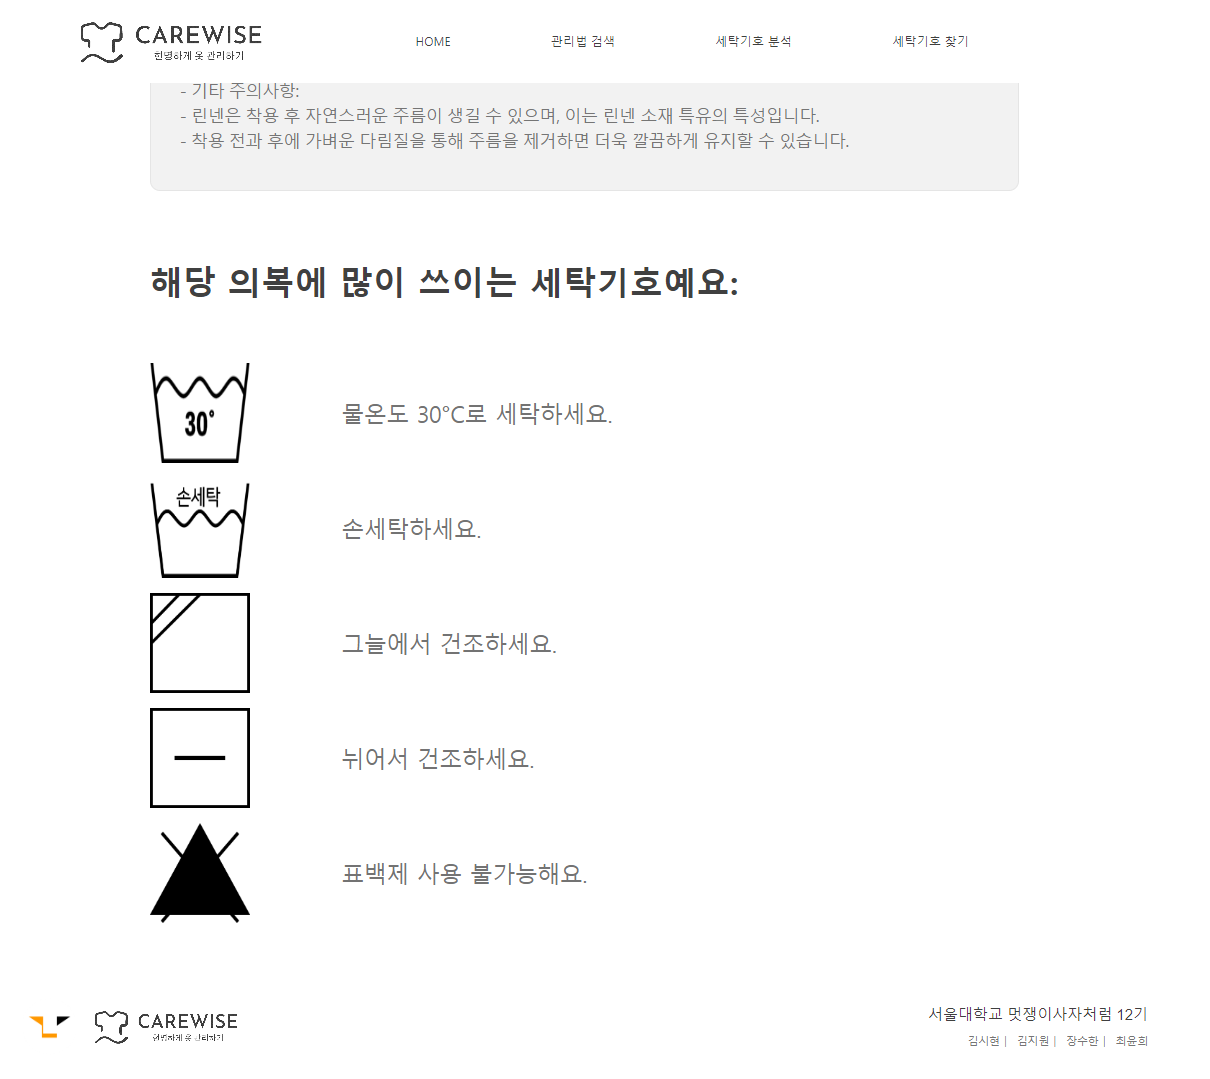 CAREWISE
현명하게 옷 관리하기
HOME
관리법 검색
세탁기호 분석
세탁기호 찾기
- 기타 주의사항:
- 린넨은 착용 후 자연스러운 주름이 생길 수 있으며, 이는 린넨 소재 특유의 특성입니다.
- 착용 전과 후에 가벼운 다림질을 통해 주름을 제거하면 더욱 깔끔하게 유지할 수 있습니다.
해당 의복에 많이 쓰이는 세탁기호예요:
30°
물온도 30°C로 세탁하세요.
손세탁
손세탁하세요.
그늘에서 건조하세요.
뉘어서 건조하세요.
표백제 사용 불가능해요.
CAREWISE
현명하게 옷 관리하기
서울대학교 멋쟁이사자처럼 12기
김시현 | 김지원 | 장수한 | 최윤희